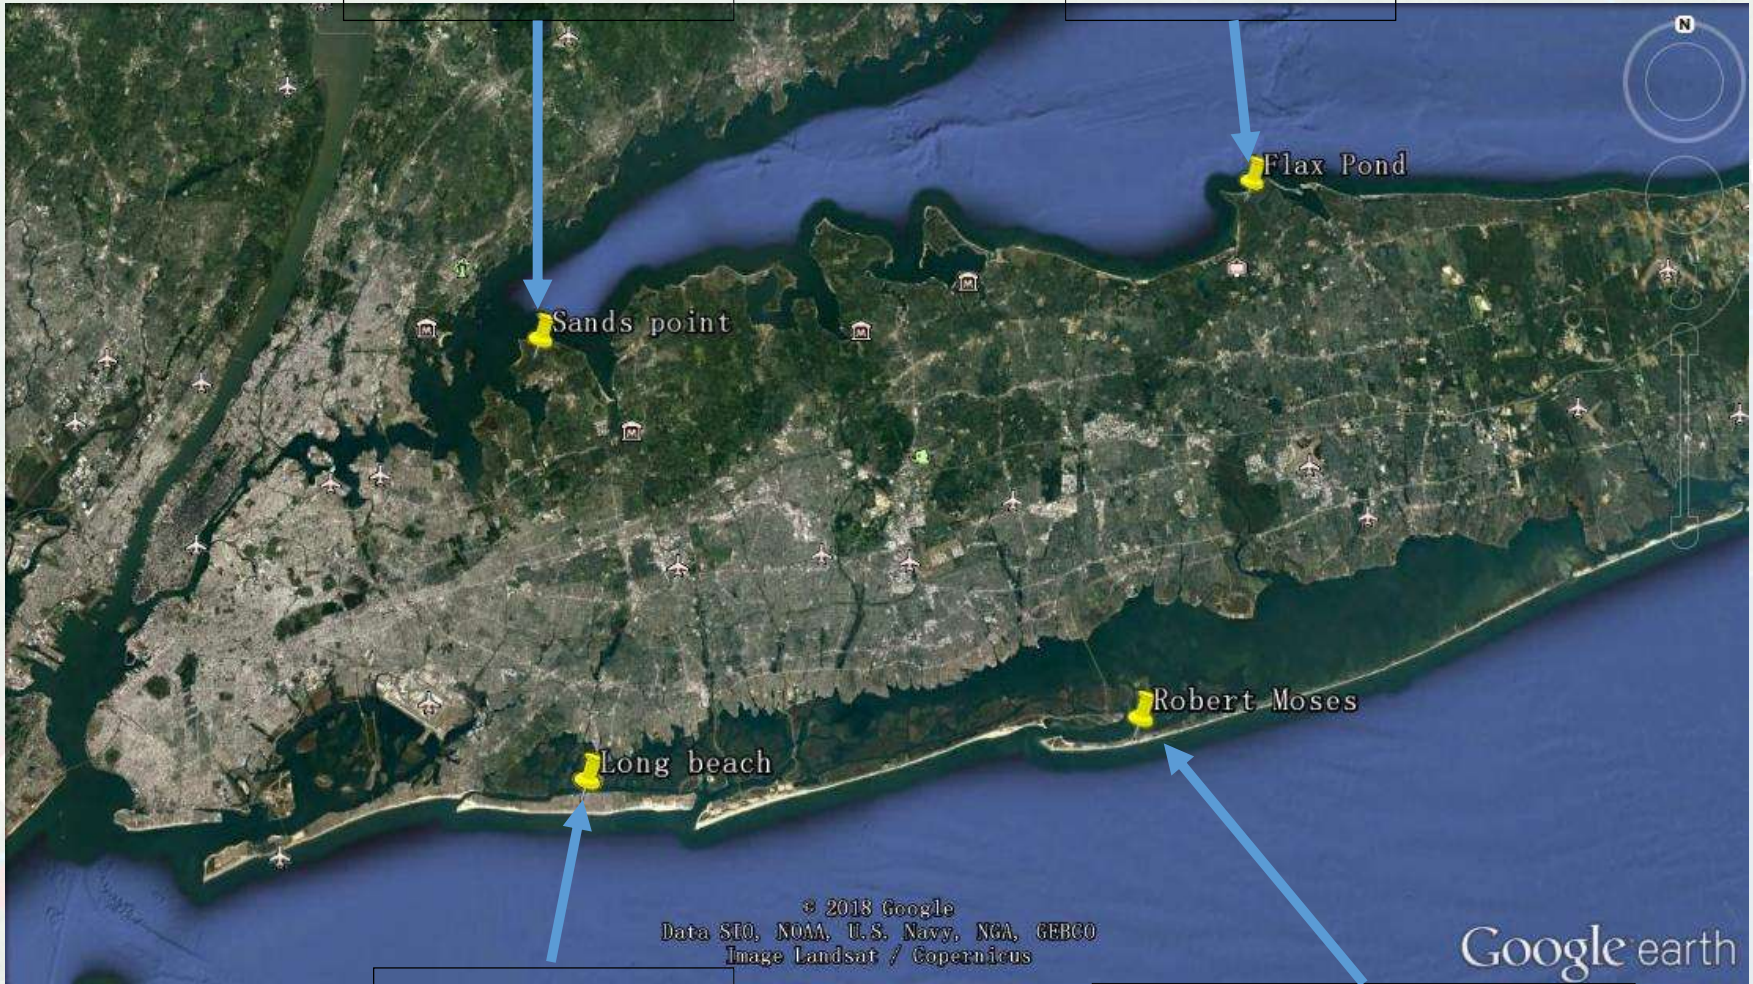 N
Flax Pond
Sands point
Robert Moses
Long beach
© 2018 Google
Data SIO, NOAA, U.S. Navy, NGA, GEBCO
Image Landsat / Copernicus
Google earth